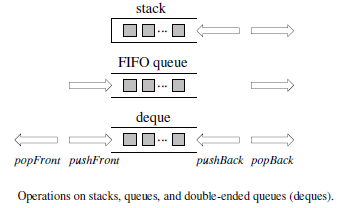 stack
...
FIFO queue
...
deque
...
popFront pushFront pushBack popBack
Operations on stacks, queues, and double-ended queues (deques).